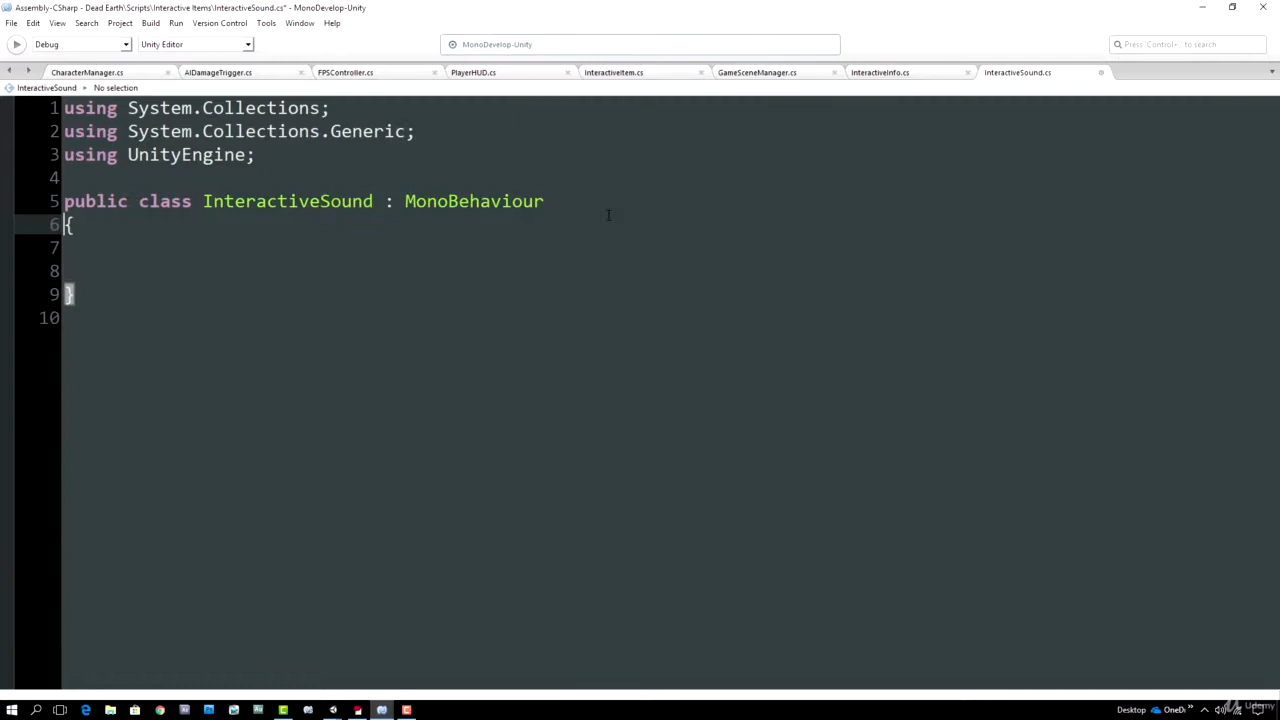 Assembly-CSharp - Dead Earth\Scripts\Interactive Items\InteractiveSound.cs* - MonoDevelop-Unity
File Edit View Search Project Build Run Version Control Tools Window Help
Debug Unity Editor MonoDevelop-Unity Press 'Control+,' to search
CharacterManager.cs AIDamageTrigger.cs FPSController.cs PlayerHUD.cs InteractiveItem.cs GameSceneManager.cs InteractiveInfo.cs InteractiveSound.cs
InteractiveSound No selection
1 using System.Collections;
2 using System.Collections.Generic;
3 using UnityEngine;
4
5 public class InteractiveSound : MonoBehaviour
6 {
7
8
9 }
10
Desktop OneDi Udemy